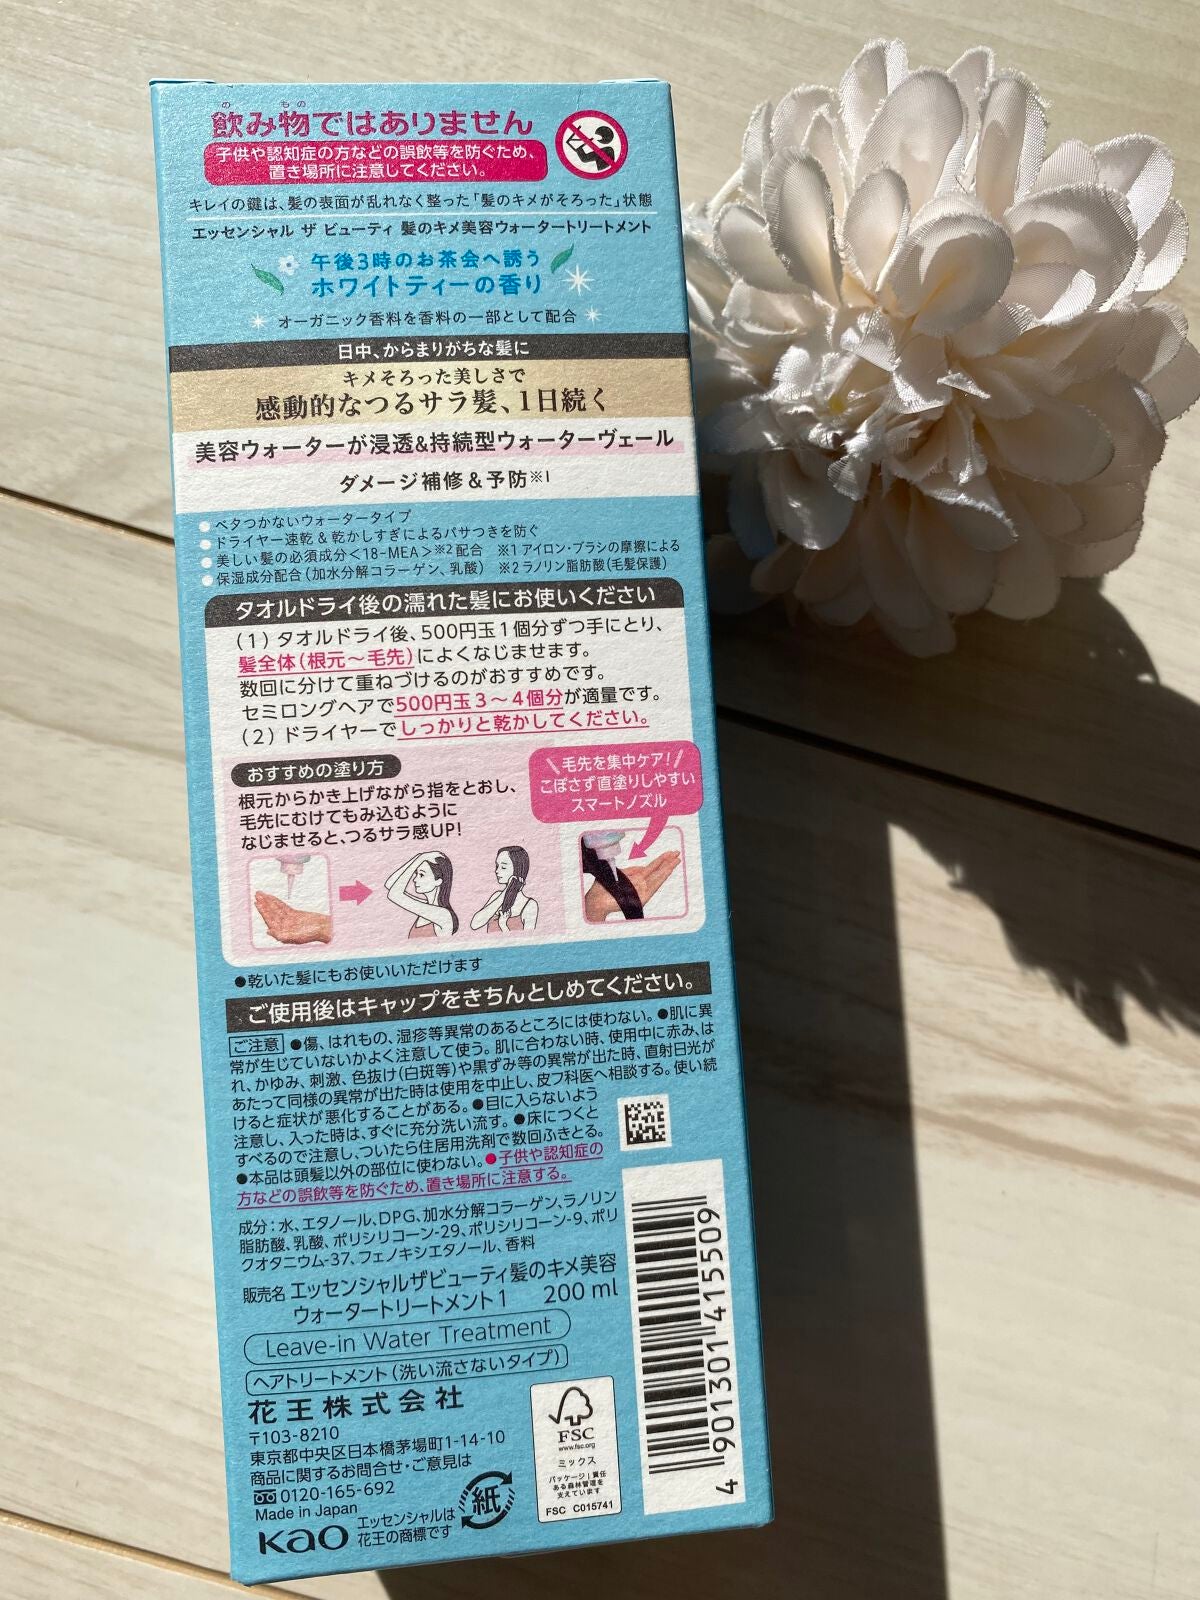 の もの
飲み物ではありません
子供や認知症の方などの誤飲等を防ぐため、
置き場所に注意してください。
キレイの鍵は、髪の表面が乱れなく整った「髪のキメがそろった」状態
エッセンシャル ザ ビューティ 髪のキメ美容ウォータートリートメント
午後3時のお茶会へ誘う
ホワイトティーの香り
オーガニック香料を香料の一部として配合
日中、からまりがちな髪に
キメそろった美しさで
感動的なつるサラ髪、1日続く
美容ウォーターが浸透&持続型ウォーターヴェール
ダメージ補修&予防※1
●ベタつかないウォータータイプ
●ドライヤー速乾&乾かしすぎによるパサつきを防ぐ
●美しい髪の必須成分<18-MEA>※2配合 ※1 アイロン・ブラシの摩擦による
●保湿成分配合(加水分解コラーゲン、乳酸) ※2 ラノリン脂肪酸(毛髪保護)
タオルドライ後の濡れた髪にお使いください
(1) タオルドライ後、500円玉1個分ずつ手にとり、
髪全体(根元〜毛先)によくなじませます。
数回に分けて重ねづけるのがおすすめです。
セミロングヘアで500円玉3〜4個分が適量です。
(2) ドライヤーでしっかりと乾かしてください。
おすすめの塗り方
根元からかき上げながら指をとおし、
毛先にむけてもみ込むように
なじませると、つるサラ感UP!
\毛先を集中ケア!/
こぼさず直塗りしやすい
スマートノズル
●乾いた髪にもお使いいただけます
ご使用後はキャップをきちんとしめてください。
ご注意 ●傷、はれもの、湿疹等異常のあるところには使わない。●肌に異
常が生じていないかよく注意して使う。肌に合わない時、使用中に赤み、は
れ、かゆみ、刺激、色抜け(白斑等)や黒ずみ等の異常が出た時、直射日光が
あたって同様の異常が出た時は使用を中止し、皮フ科医へ相談する。使い続
けると症状が悪化することがある。●目に入らないよう
注意し、入った時は、すぐに充分洗い流す。●床につくと
すべるので注意し、ついたら住居用洗剤で数回ふきとる。
●本品は頭髪以外の部位に使わない。●子供や認知症の
方などの誤飲等を防ぐため、置き場所に注意する。
成分:水、エタノール、DPG、加水分解コラーゲン、ラノリン
脂肪酸、乳酸、ポリシリコーン-29、ポリシリコーン-9、ポリ
クオタニウム-37、フェノキシエタノール、香料
販売名 エッセンシャルザビューティ髪のキメ美容
ウォータートリートメント1 200 ml
Leave-in Water Treatment
ヘアトリートメント(洗い流さないタイプ)
花王株式会社
〒103-8210
東京都中央区日本橋茅場町1-14-10
商品に関するお問合せ・ご意見は
0120-165-692
Made in Japan
Kao エッセンシャルは
花王の商標です
紙
FSC
www.fsc.org
ミックス
パッケージ|責任
ある森林管理を
支えています
FSC C015741
4 901301 415509